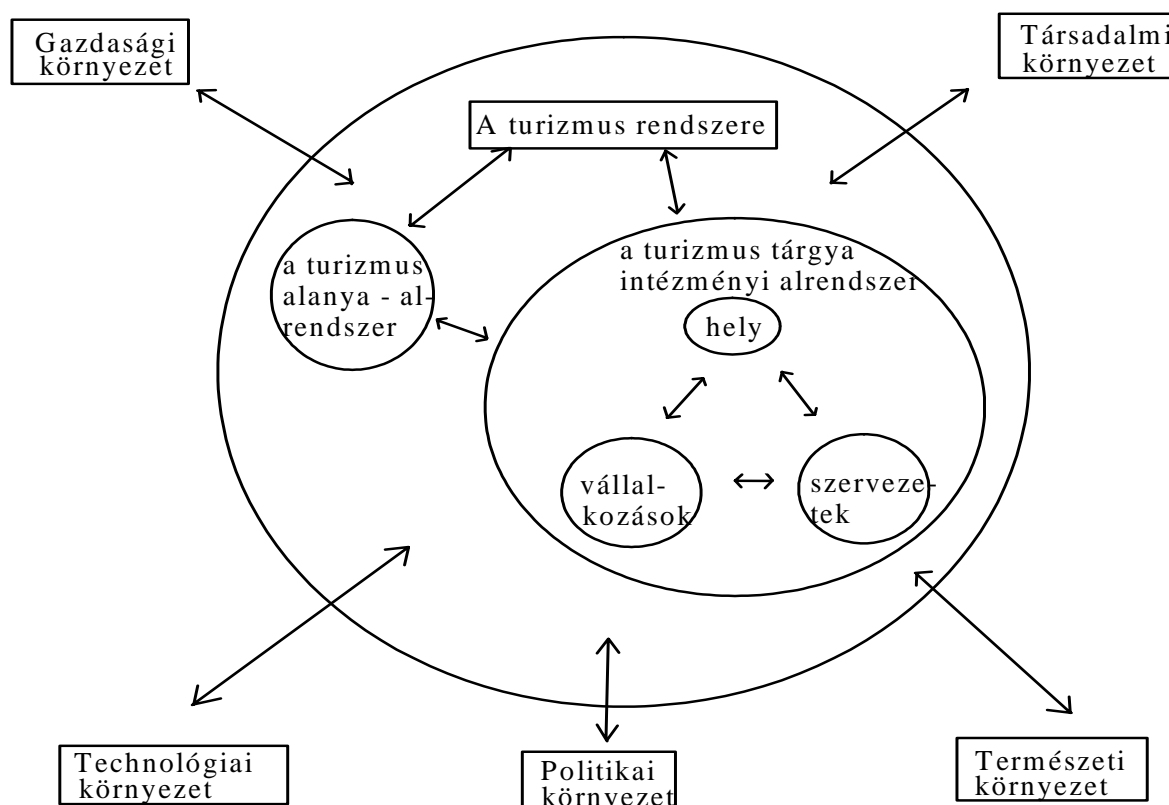 Gazdasági
környezet
Társadalmi
környezet
A turizmus rendszere
a turizmus
alanya - al-
rendszer
a turizmus tárgya
intézményi alrendszer
hely
vállal-
kozások
szerveze-
tek
Technológiai
környezet
Politikai
környezet
Természeti
környezet